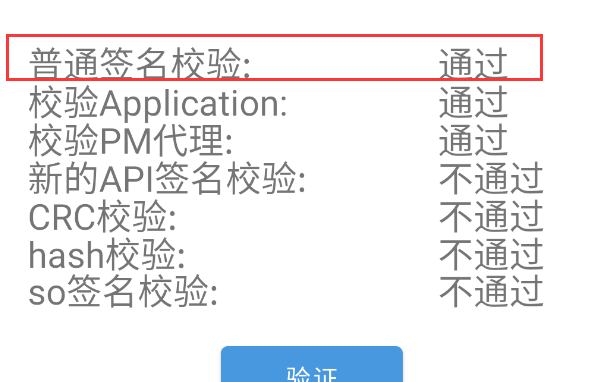 普通签名校验: 通过
校验Application: 通过
校验PM代理: 通过
新的API签名校验: 不通过
CRC校验: 不通过
hash校验: 不通过
so签名校验: 不通过
验证